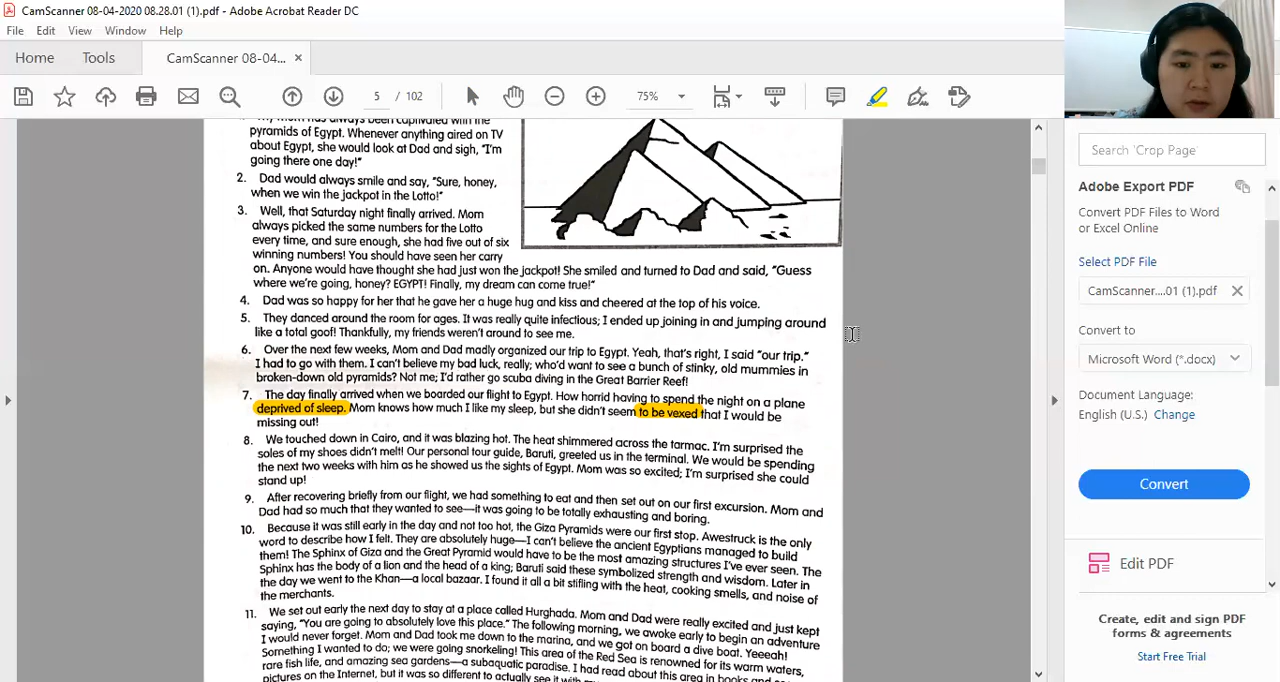 CamScanner 08-04-2020 08.28.01 (1).pdf - Adobe Acrobat Reader DC
File Edit View Window Help
Home Tools CamScanner 08-04... ×
5 / 102 75%
pyramids of Egypt. Whenever anything aired on TV
about Egypt, she would look at Dad and sigh, "I'm
going there one day!"
2. Dad would always smile and say, "Sure, honey,
when we win the jackpot in the Lotto!"
3. Well, that Saturday night finally arrived. Mom
always picked the same numbers for the Lotto
every time, and sure enough, she had five out of six
winning numbers! You should have seen her carry
on. Anyone would have thought she had just won the jackpot! She smiled and turned to Dad and said, "Guess
where we're going, honey? EGYPT! Finally, my dream can come true!"
4. Dad was so happy for her that he gave her a huge hug and kiss and cheered at the top of his voice.
5. They danced around the room for ages. It was really quite infectious; I ended up joining in and jumping around
like a total goof! Thankfully, my friends weren't around to see me.
6. Over the next few weeks, Mom and Dad madly organized our trip to Egypt. Yeah, that's right, I said "our trip."
I had to go with them. I can't believe my bad luck, really; who'd want to see a bunch of stinky, old mummies in
broken-down old pyramids? Not me; I'd rather go scuba diving in the Great Barrier Reef!
7. The day finally arrived when we boarded our flight to Egypt. How horrid having to spend the night on a plane
deprived of sleep. Mom knows how much I like my sleep, but she didn't seem to be vexed that I would be
missing out!
8. We touched down in Cairo, and it was blazing hot. The heat shimmered across the tarmac. I'm surprised the
soles of my shoes didn't melt! Our personal tour guide, Baruti, greeted us in the terminal. We would be spending
the next two weeks with him as he showed us the sights of Egypt. Mom was so excited; I'm surprised she could
stand up!
9. After recovering briefly from our flight, we had something to eat and then set out on our first excursion. Mom and
Dad had so much that they wanted to see—it was going to be totally exhausting and boring.
10. Because it was still early in the day and not too hot, the Giza Pyramids were our first stop. Awestruck is the only
word to describe how I felt. They are absolutely huge—I can't believe the ancient Egyptians managed to build
them! The Sphinx of Giza and the Great Pyramid would have to be the most amazing structures I've ever seen. The
Sphinx has the body of a lion and the head of a king; Baruti said these symbolized strength and wisdom. Later in
the day we went to the Khan—a local bazaar. I found it all a bit stifling with the heat, cooking smells, and noise of
the merchants.
11. We set out early the next day to stay at a place called Hurghada. Mom and Dad were really excited and just kept
saying, "You are going to absolutely love this place." The following morning, we awoke early to begin an adventure
I would never forget. Mom and Dad took me down to the marina, and we got on board a dive boat. Yeeeah!
Something I wanted to do; we were going snorkeling! This area of the Red Sea is renowned for its warm waters,
rare fish life, and amazing sea gardens—a subaquatic paradise. I had read about this area in books and
pictures on the Internet, but it was so different to actually see it with
Search 'Crop Page'
Adobe Export PDF
Convert PDF Files to Word
or Excel Online
Select PDF File
CamScanner....01 (1).pdf ×
Convert to
Microsoft Word (*.docx)
Document Language:
English (U.S.) Change
Convert
Edit PDF
Create, edit and sign PDF
forms & agreements
Start Free Trial